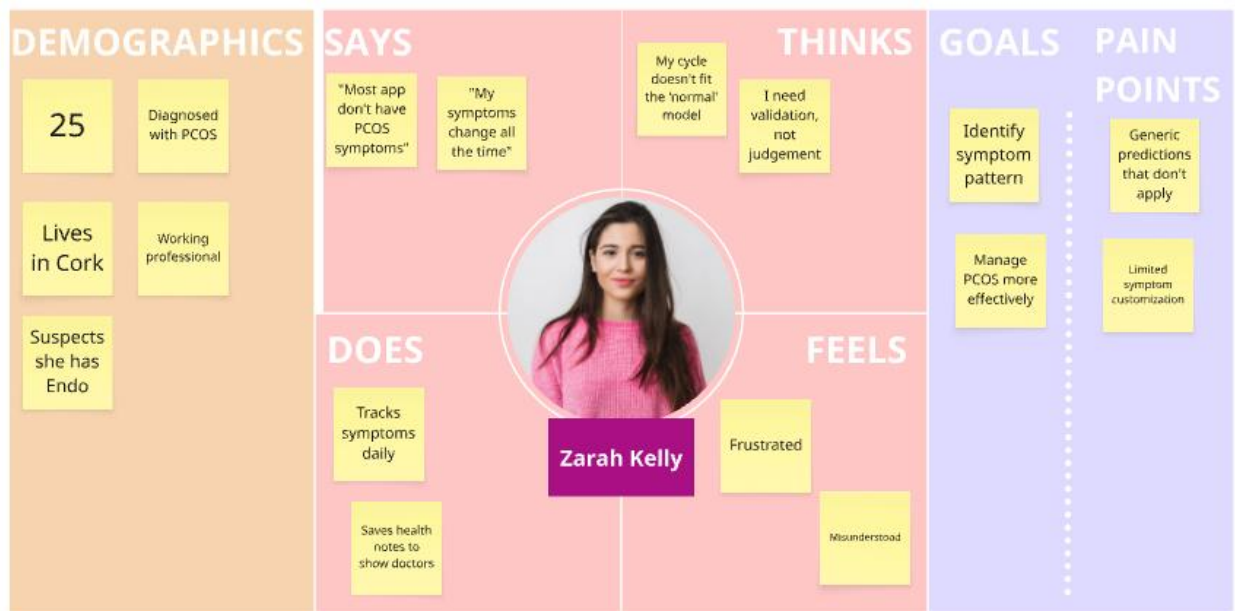 DEMOGRAPHICS
25
Diagnosed
with PCOS
Lives
in Cork
Working
professional
Suspects
she has
Endo
SAYS
"Most app
don't have
PCOS
symptoms"
"My
symptoms
change all
the time"
THINKS
My cycle
doesn't fit
the 'normal'
model
I need
validation,
not
judgement
DOES
Tracks
symptoms
daily
Saves health
notes to
show doctors
Zarah Kelly
FEELS
Frustrated
Misunderstood
GOALS
Identify
symptom
pattern
Manage
PCOS more
effectively
PAIN
POINTS
Generic
predictions
that don't
apply
Limited
symptom
customization